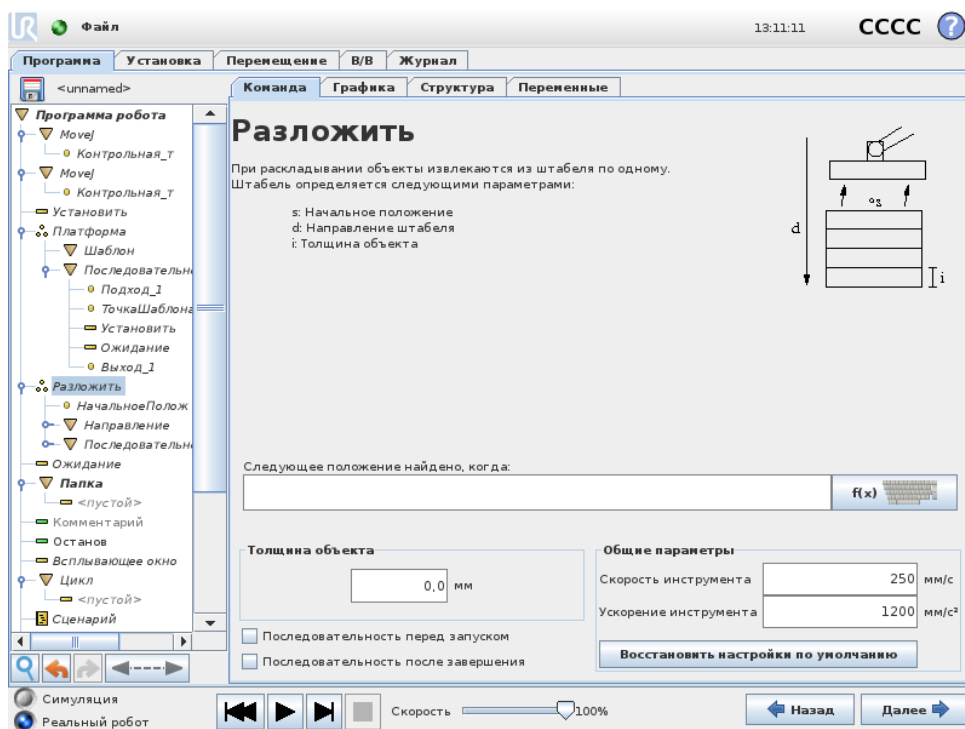 UR Файл 13:11:11 CCCC ?
Программа Установка Перемещение В/В Журнал
<unnamed>
Команда Графика Структура Переменные
Программа робота
MoveJ
Контрольная_т
MoveJ
Контрольная_т
Установить
Платформа
Шаблон
Последовательн
Подход_1
ТочкаШаблона
Установить
Ожидание
Выход_1
Разложить
НачальноеПолож
Направление
Последовательн
Ожидание
Папка
<пустой>
Комментарий
Останов
Всплывающее окно
Цикл
<пустой>
Сценарий
Разложить
При раскладывании объекты извлекаются из штабеля по одному.
Штабель определяется следующими параметрами:
s: Начальное положение
d: Направление штабеля
i: Толщина объекта
s
d
i
Следующее положение найдено, когда:
f(x)
Толщина объекта
0,0 мм
Последовательность перед запуском
Последовательность после завершения
Общие параметры
Скорость инструмента 250 мм/с
Ускорение инструмента 1200 мм/с²
Восстановить настройки по умолчанию
Симуляция
Реальный робот
Скорость 100%
Назад Далее